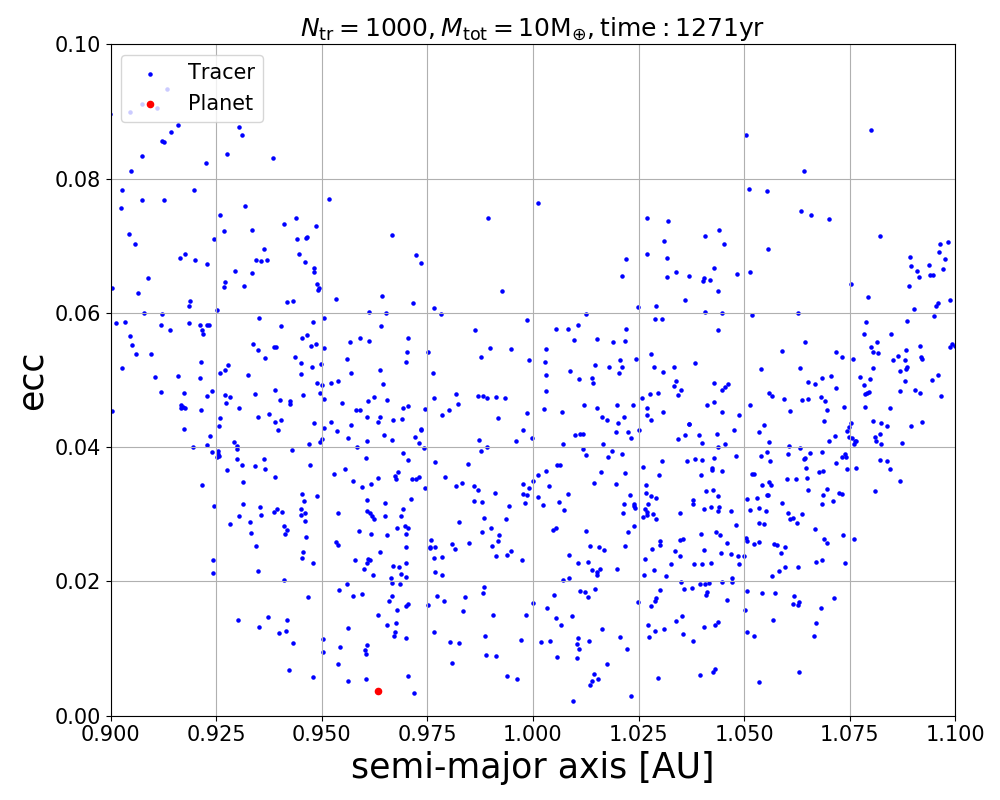 N_tr = 1000, M_tot = 10M_⊕, time : 1271yr
0.10
Tracer
Planet
0.08
0.06
ecc
0.04
0.02
0.00
0.900 0.925 0.950 0.975 1.000 1.025 1.050 1.075 1.100
semi-major axis [AU]